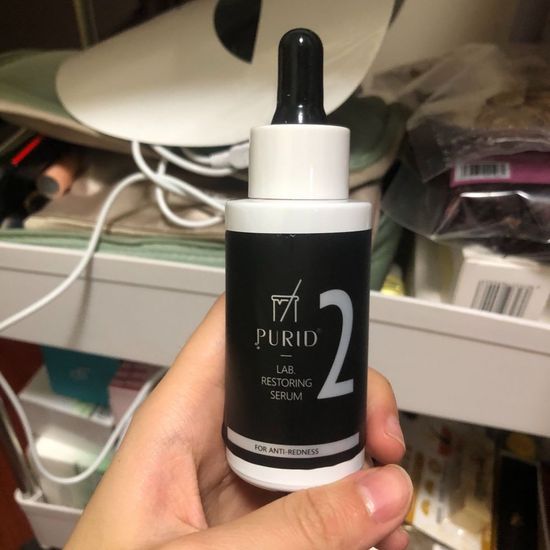 PURID®
LAB.
RESTORING
SERUM
2
FOR ANTI-REDNESS